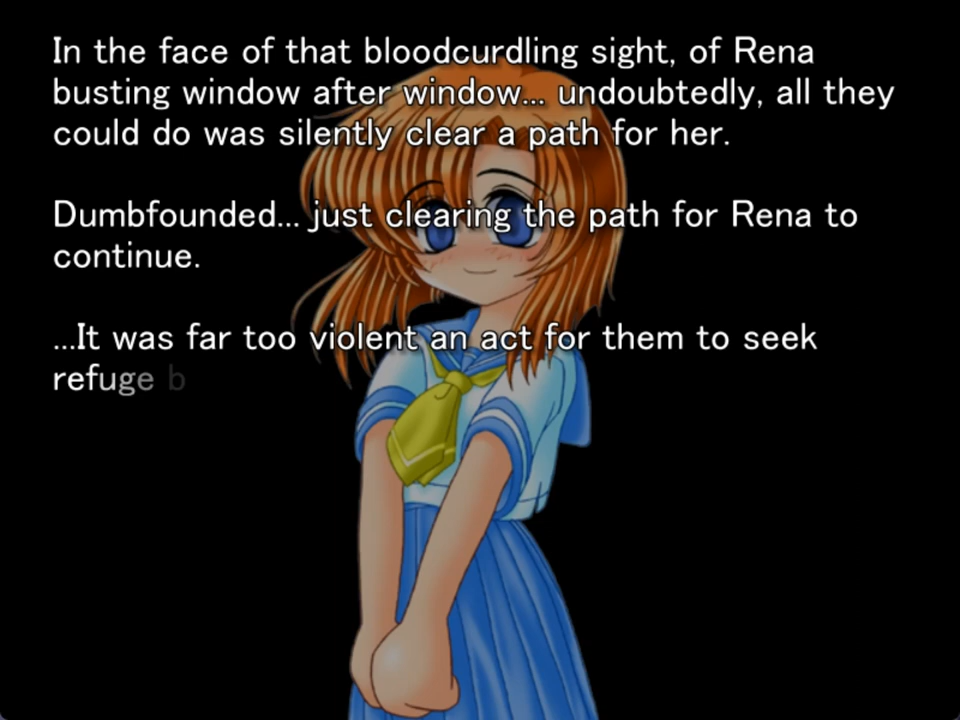 In the face of that bloodcurdling sight, of Rena
busting window after window... undoubtedly, all they
could do was silently clear a path for her.
Dumbfounded... just clearing the path for Rena to
continue.
...It was far too violent an act for them to seek
refuge b